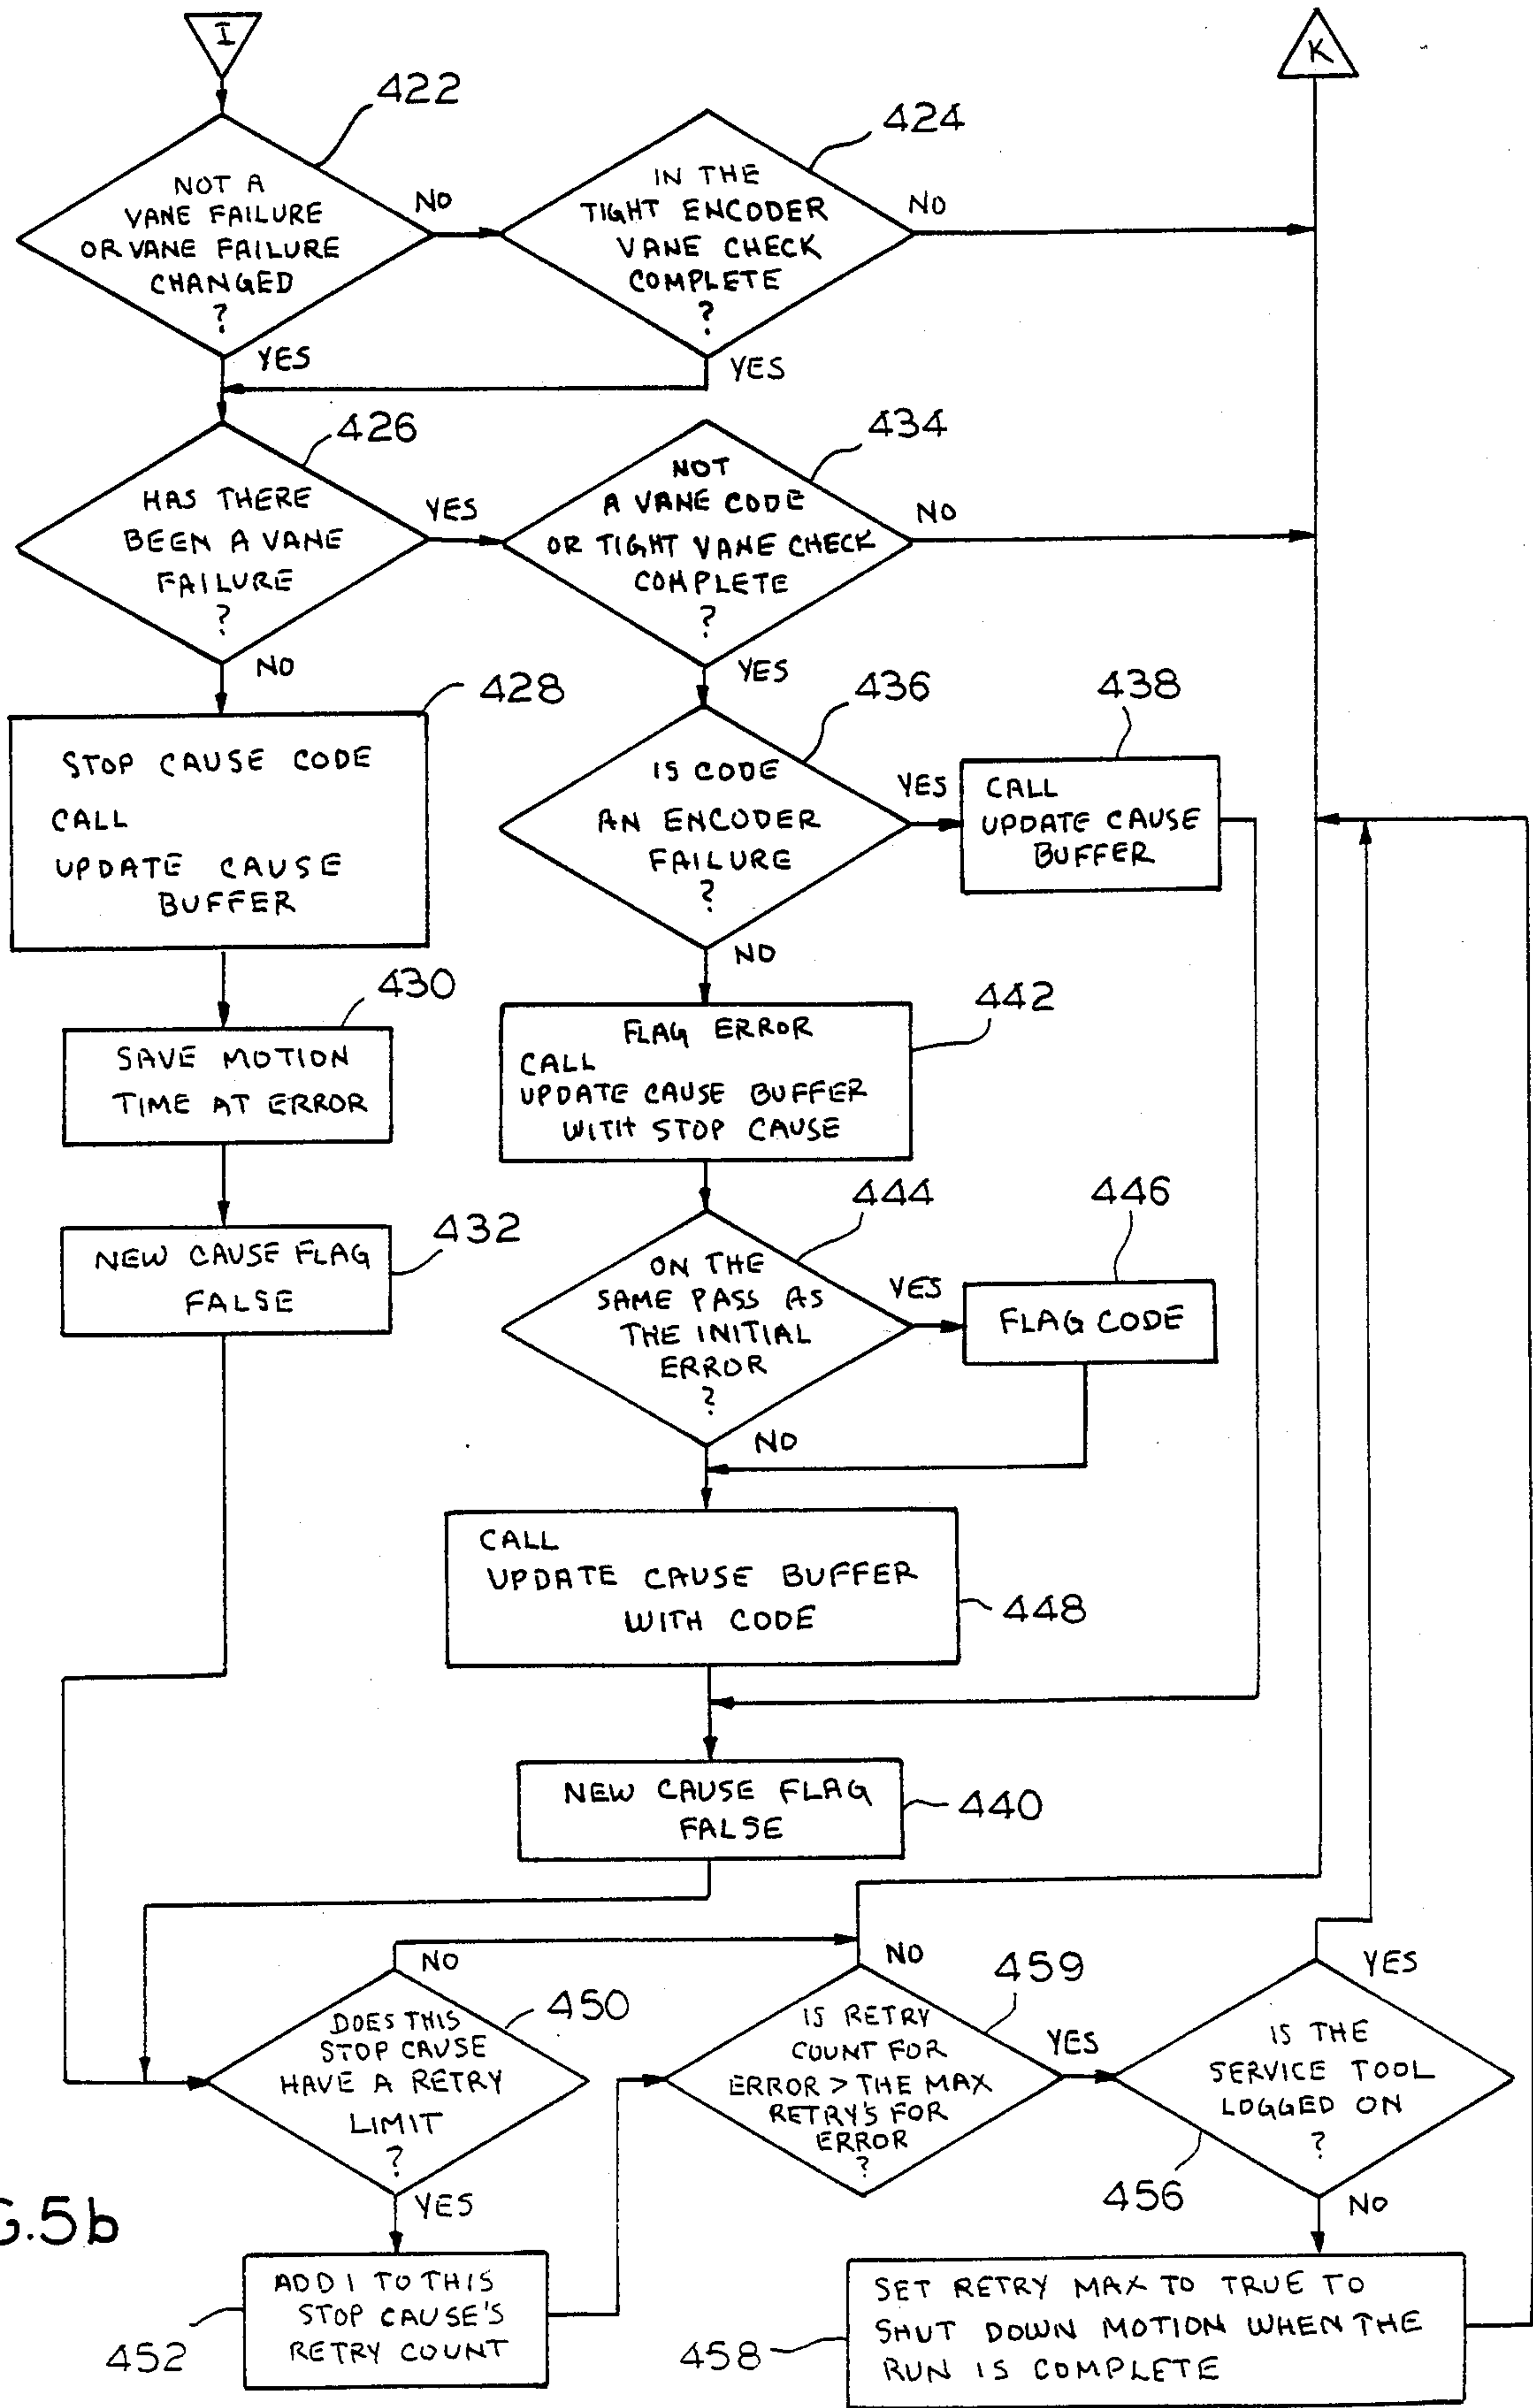 I
K
422
NOT A
VANE FAILURE
OR VANE FAILURE
CHANGED
?
NO
YES
424
IN THE
TIGHT ENCODER
VANE CHECK
COMPLETE
?
NO
YES
426
HAS THERE
BEEN A VANE
FAILURE
?
YES
NO
434
NOT
A VANE CODE
OR TIGHT VANE CHECK
COMPLETE
?
NO
YES
428
STOP CAUSE CODE
CALL
UPDATE CAUSE
BUFFER
436
IS CODE
AN ENCODER
FAILURE
?
YES
NO
438
CALL
UPDATE CAUSE
BUFFER
430
SAVE MOTION
TIME AT ERROR
442
FLAG ERROR
CALL
UPDATE CAUSE BUFFER
WITH STOP CAUSE
432
NEW CAUSE FLAG
FALSE
444
ON THE
SAME PASS AS
THE INITIAL
ERROR
?
YES
NO
446
FLAG CODE
CALL
UPDATE CAUSE BUFFER
WITH CODE
448
NEW CAUSE FLAG
FALSE
440
NO
450
DOES THIS
STOP CAUSE
HAVE A RETRY
LIMIT
?
YES
NO
459
IS RETRY
COUNT FOR
ERROR > THE MAX
RETRY'S FOR
ERROR
?
YES
YES
IS THE
SERVICE TOOL
LOGGED ON
?
456
NO
G.5b
ADD 1 TO THIS
STOP CAUSE'S
RETRY COUNT
452
SET RETRY MAX TO TRUE TO
SHUT DOWN MOTION WHEN THE
RUN IS COMPLETE
458